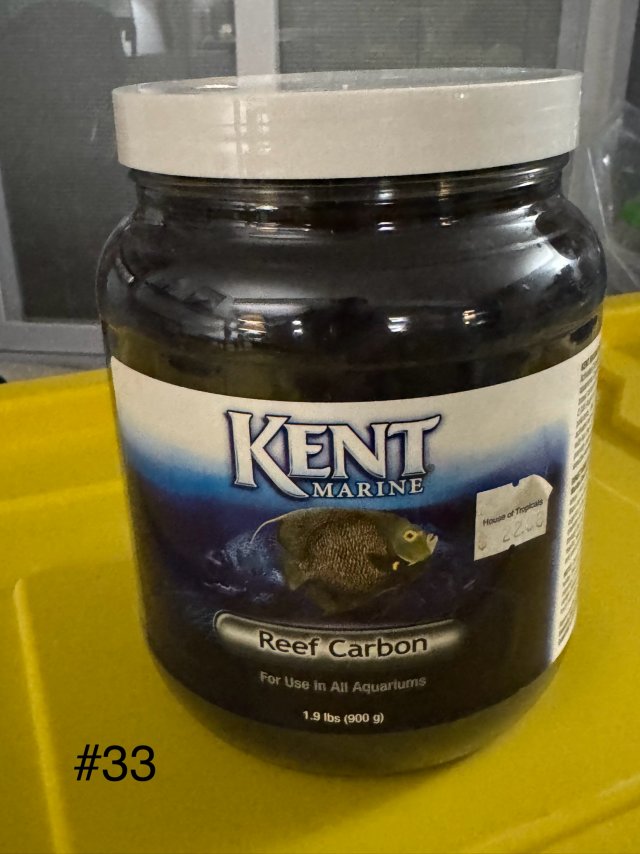 KENT
MARINE
House of Tropicals
Reef Carbon
For Use in All Aquariums
1.9 lbs (900 g)
#33